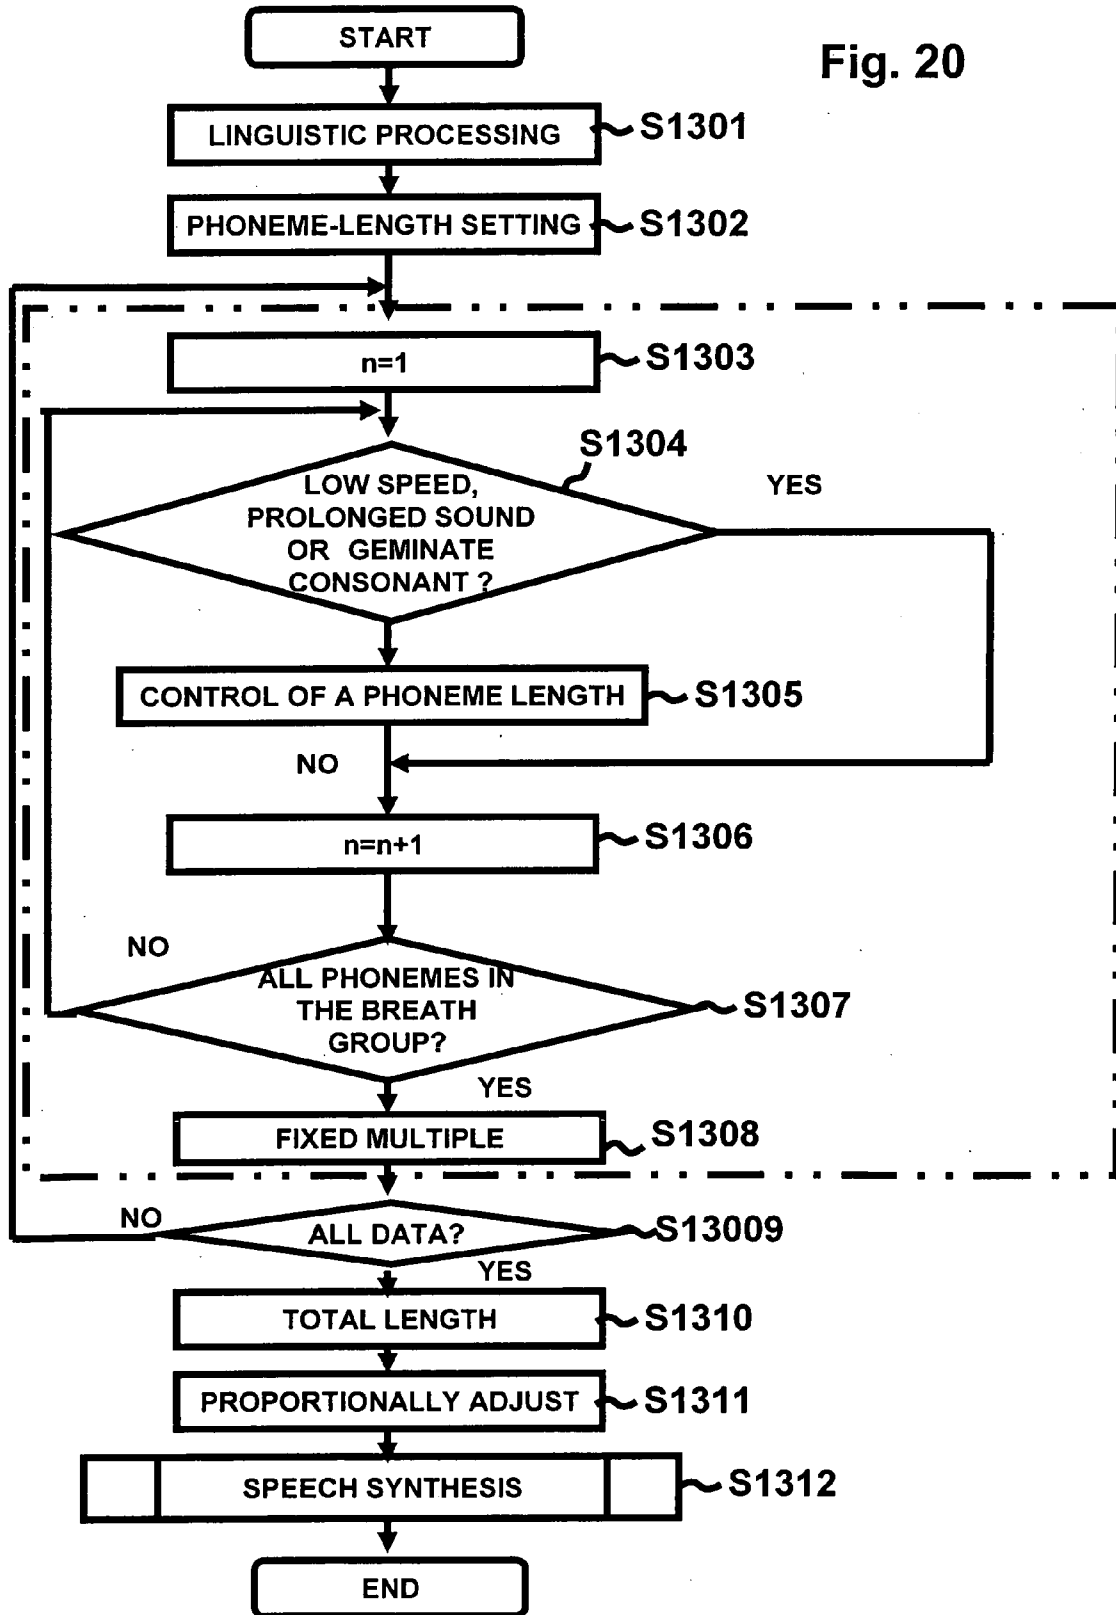 START
Fig. 20
LINGUISTIC PROCESSING
S1301
PHONEME-LENGTH SETTING
S1302
n=1
S1303
S1304
LOW SPEED,
PROLONGED SOUND
OR GEMINATE
CONSONANT ?
YES
CONTROL OF A PHONEME LENGTH
S1305
NO
n=n+1
S1306
NO
ALL PHONEMES IN
THE BREATH
GROUP?
S1307
YES
FIXED MULTIPLE
S1308
NO
ALL DATA?
S13009
YES
TOTAL LENGTH
S1310
PROPORTIONALLY ADJUST
S1311
SPEECH SYNTHESIS
S1312
END